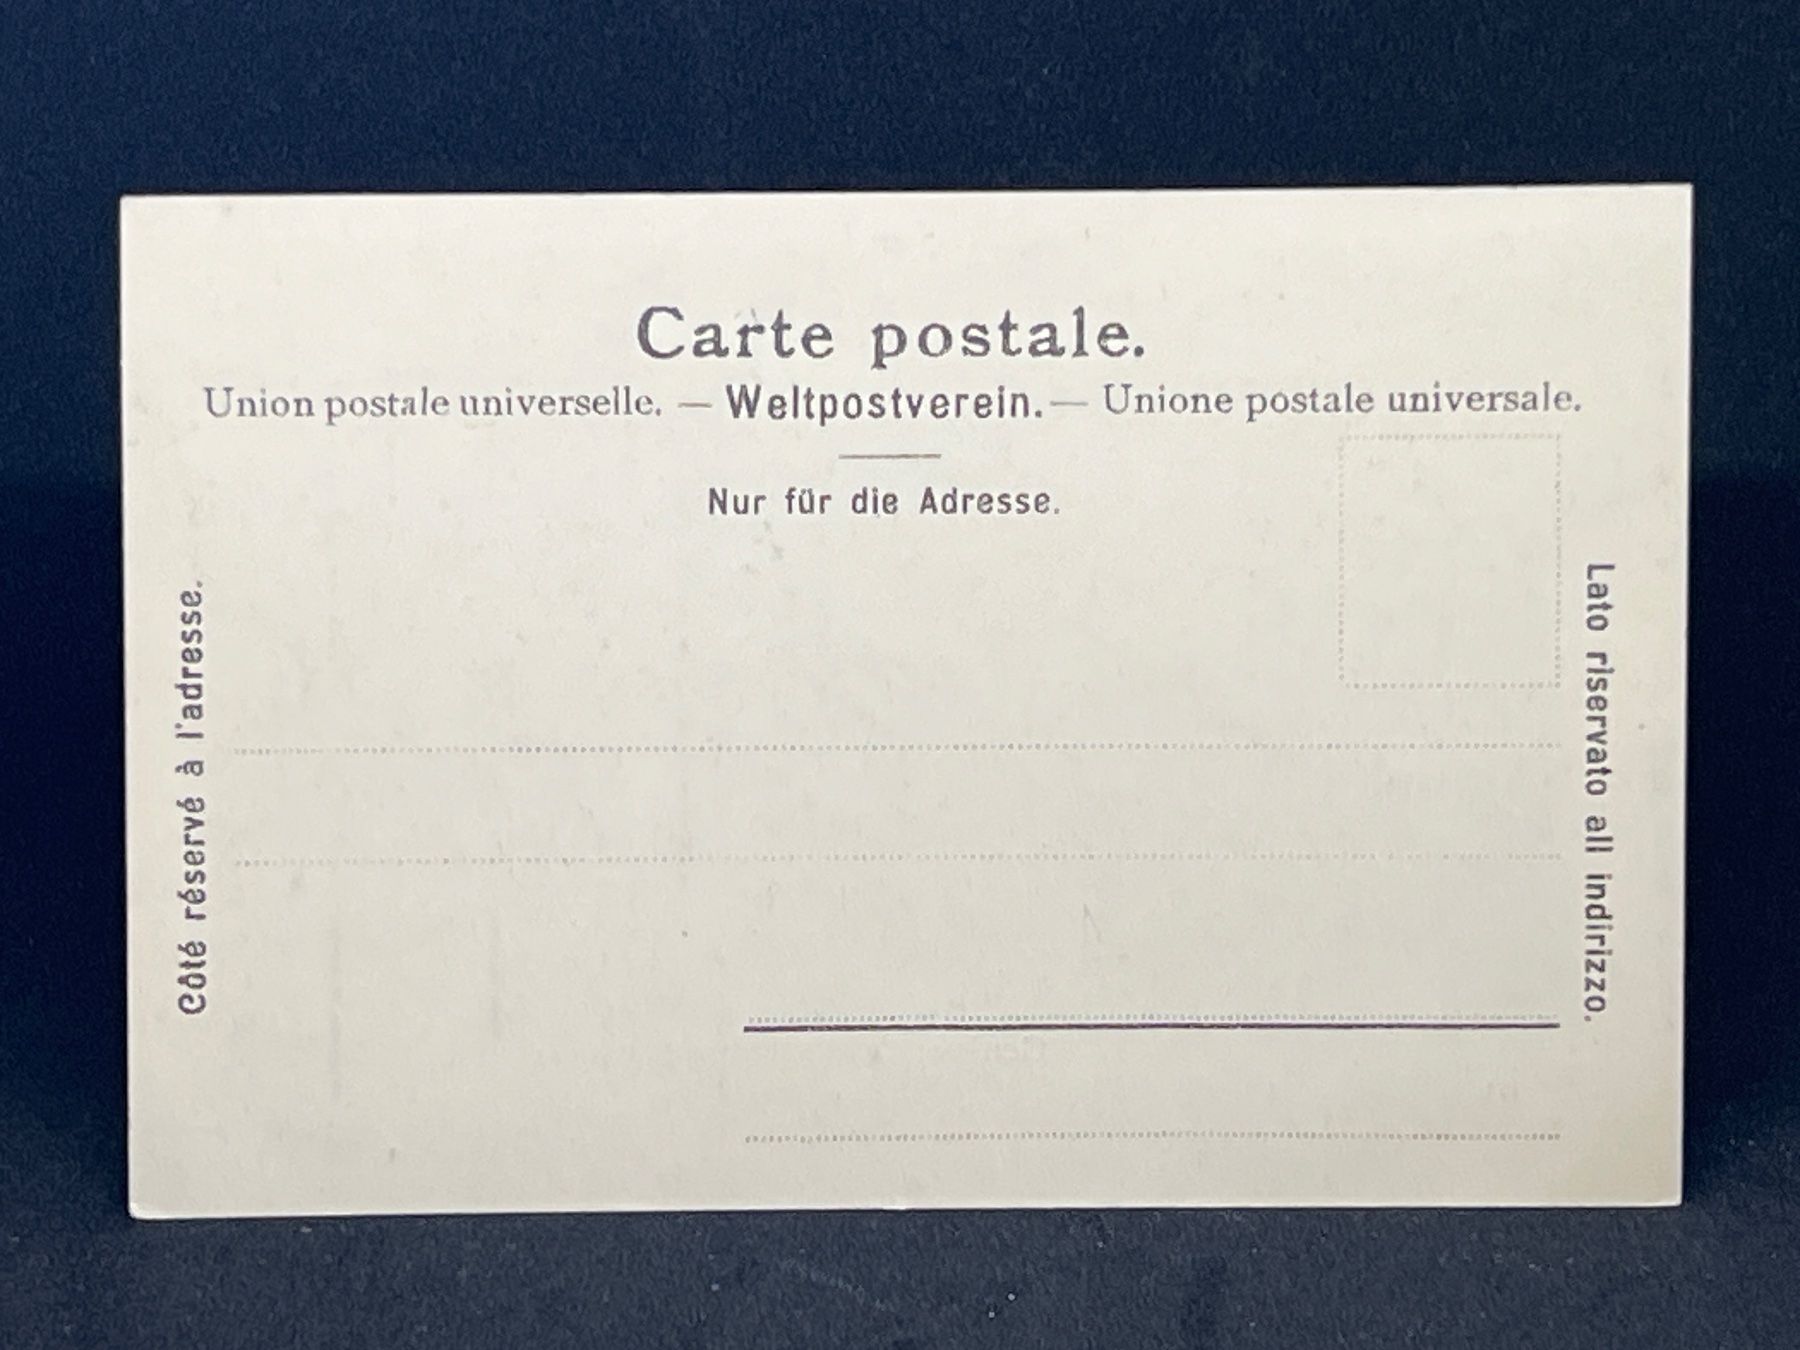 Carte postale.
Union postale universelle. — Weltpostverein. — Unione postale universale.
Nur für die Adresse.
Côté réservé à l'adresse.
Lato riservato all indirizzo.